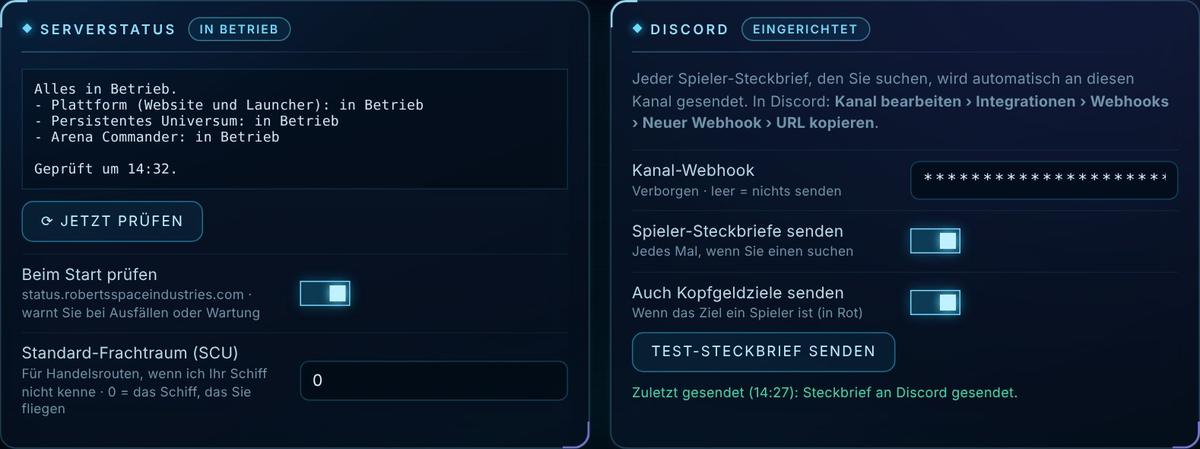 SERVERSTATUS
IN BETRIEB
Alles in Betrieb.
- Plattform (Website und Launcher): in Betrieb
- Persistentes Universum: in Betrieb
- Arena Commander: in Betrieb
Geprüft um 14:32.
⟳ JETZT PRÜFEN
Beim Start prüfen
status.robertsspaceindustries.com ·
warnt Sie bei Ausfällen oder Wartung
Standard-Frachtraum (SCU)
Für Handelsrouten, wenn ich Ihr Schiff
nicht kenne · 0 = das Schiff, das Sie
fliegen
0
DISCORD
EINGERICHTET
Jeder Spieler-Steckbrief, den Sie suchen, wird automatisch an diesen
Kanal gesendet. In Discord: Kanal bearbeiten › Integrationen › Webhooks
› Neuer Webhook › URL kopieren.
Kanal-Webhook
Verborgen · leer = nichts senden
*************************
Spieler-Steckbriefe senden
Jedes Mal, wenn Sie einen suchen
Auch Kopfgeldziele senden
Wenn das Ziel ein Spieler ist (in Rot)
TEST-STECKBRIEF SENDEN
Zuletzt gesendet (14:27): Steckbrief an Discord gesendet.